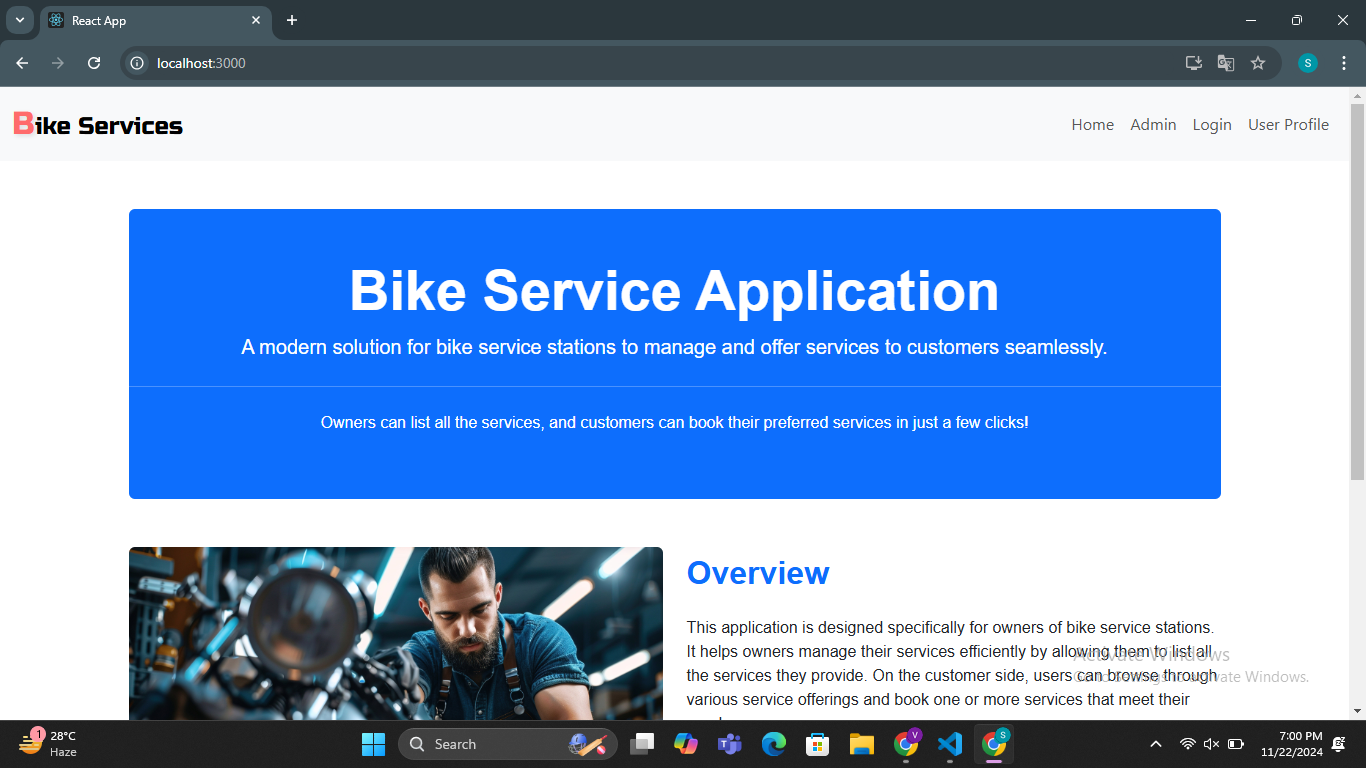 React App
localhost:3000
S
Bike Services
Home Admin Login User Profile
Bike Service Application
A modern solution for bike service stations to manage and offer services to customers seamlessly.
Owners can list all the services, and customers can book their preferred services in just a few clicks!
Overview
This application is designed specifically for owners of bike service stations.
It helps owners manage their services efficiently by allowing them to list all
the services they provide. On the customer side, users can browse through
various service offerings and book one or more services that meet their
Activate Windows
Go to Settings to activate Windows.
1
28°C
Haze
Search
V
S
7:00 PM
11/22/2024